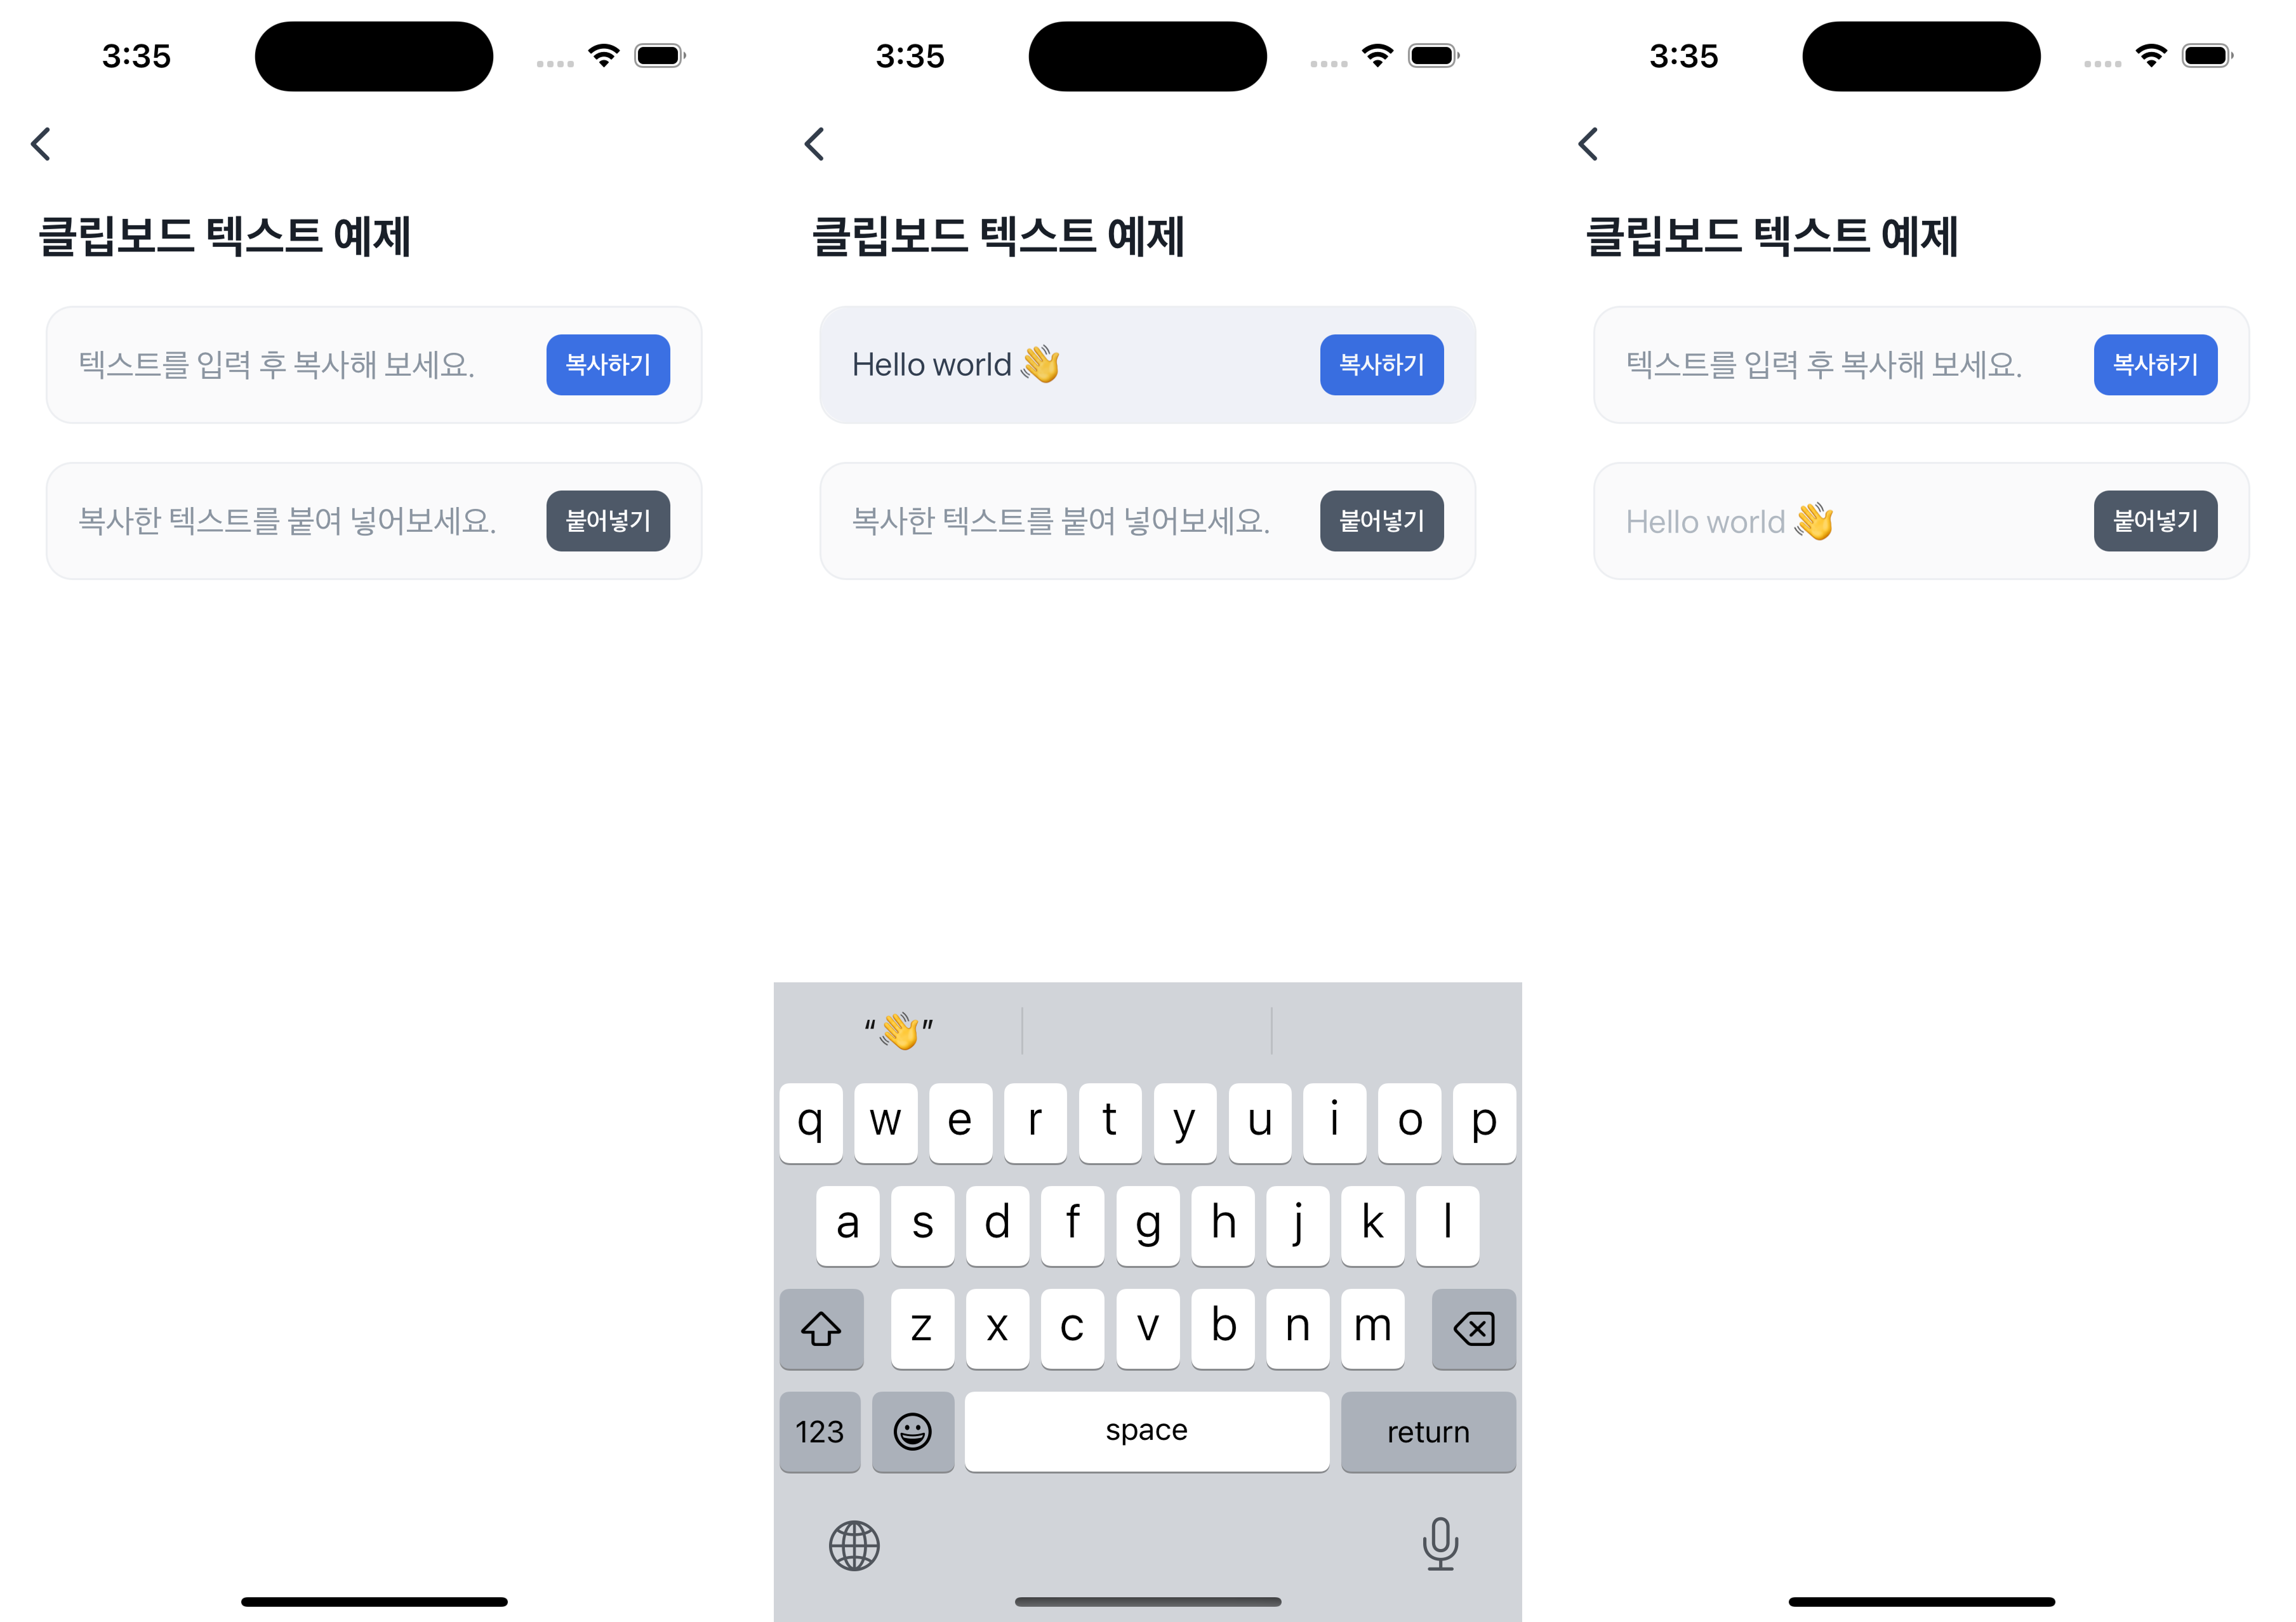 3:35
클립보드 텍스트 예제
텍스트를 입력 후 복사해 보세요. 복사하기
복사한 텍스트를 붙여 넣어보세요. 붙어넣기
3:35
클립보드 텍스트 예제
Hello world 👋 복사하기
복사한 텍스트를 붙여 넣어보세요. 붙어넣기
“👋”
q w e r t y u i o p
a s d f g h j k l
z x c v b n m
123 space return
3:35
클립보드 텍스트 예제
텍스트를 입력 후 복사해 보세요. 복사하기
Hello world 👋 붙어넣기